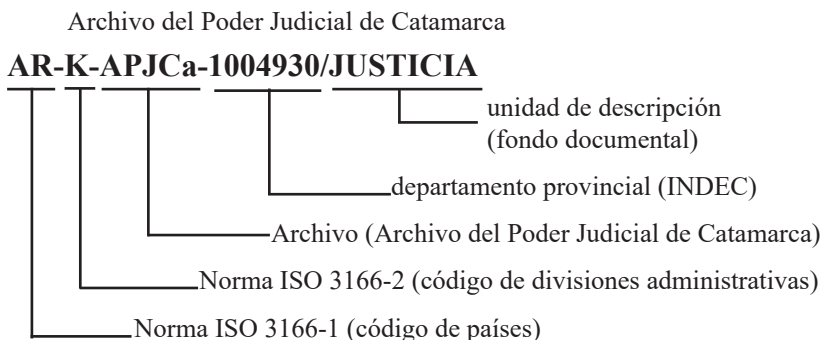 Archivo del Poder Judicial de Catamarca
AR-K-APJCa-1004930/JUSTICIA
unidad de descripción
(fondo documental)
departamento provincial (INDEC)
Archivo (Archivo del Poder Judicial de Catamarca)
Norma ISO 3166-2 (código de divisiones administrativas)
Norma ISO 3166-1 (código de países)